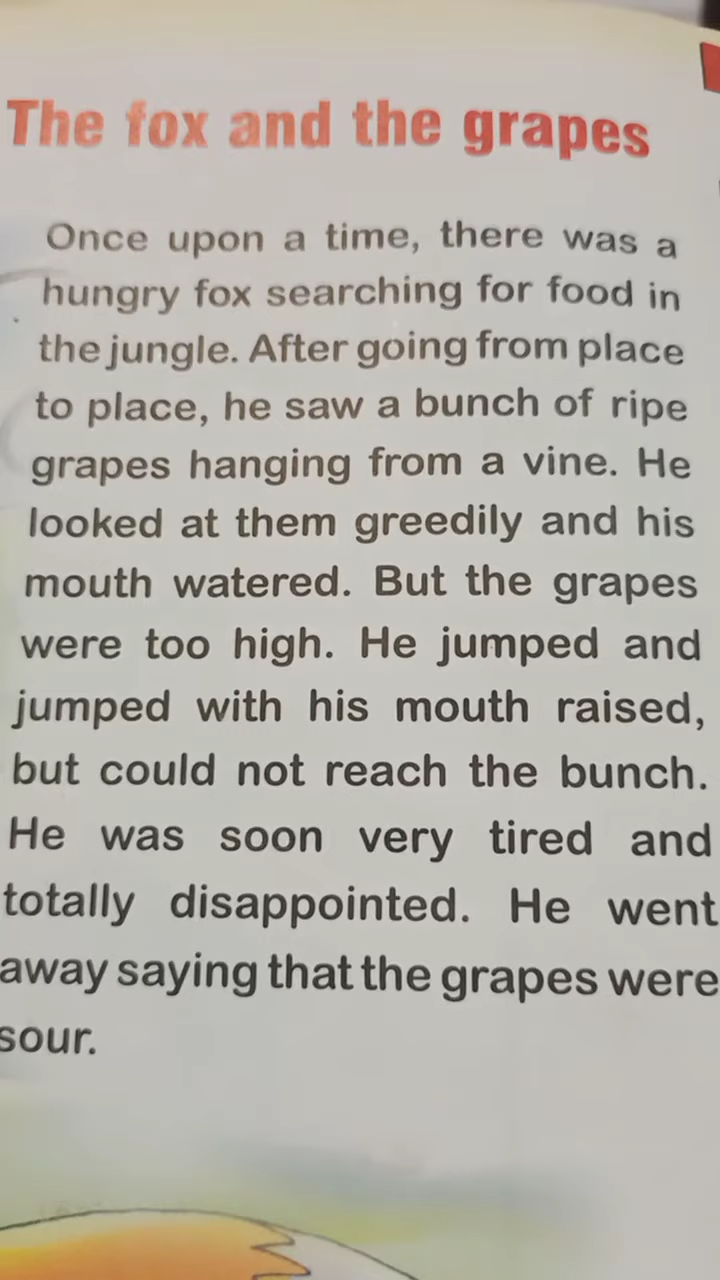 The fox and the grapes
Once upon a time, there was a
hungry fox searching for food in
the jungle. After going from place
to place, he saw a bunch of ripe
grapes hanging from a vine. He
looked at them greedily and his
mouth watered. But the grapes
were too high. He jumped and
jumped with his mouth raised,
but could not reach the bunch.
He was soon very tired and
totally disappointed. He went
away saying that the grapes were
sour.